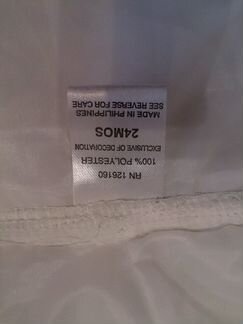 RN 126160
100% POLYESTER
EXCLUSIVE OF DECORATION
24MOS
MADE IN PHILIPPINES
SEE REVERSE FOR CARE